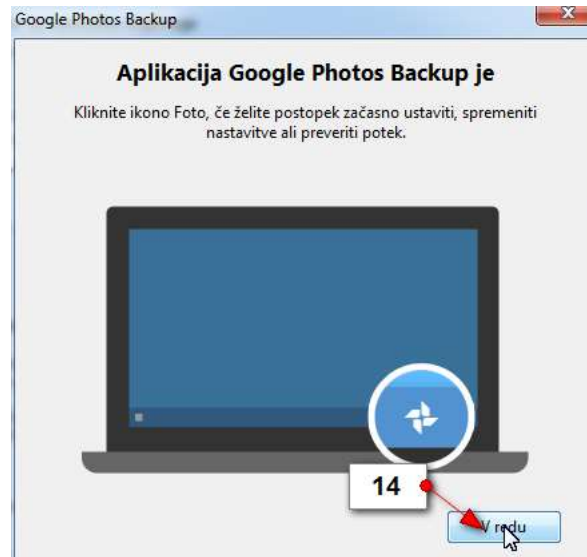 Google Photos Backup
Aplikacija Google Photos Backup je
Kliknite ikono Foto, če želite postopek začasno ustaviti, spremeniti
nastavitve ali preveriti potek.
14
V redu